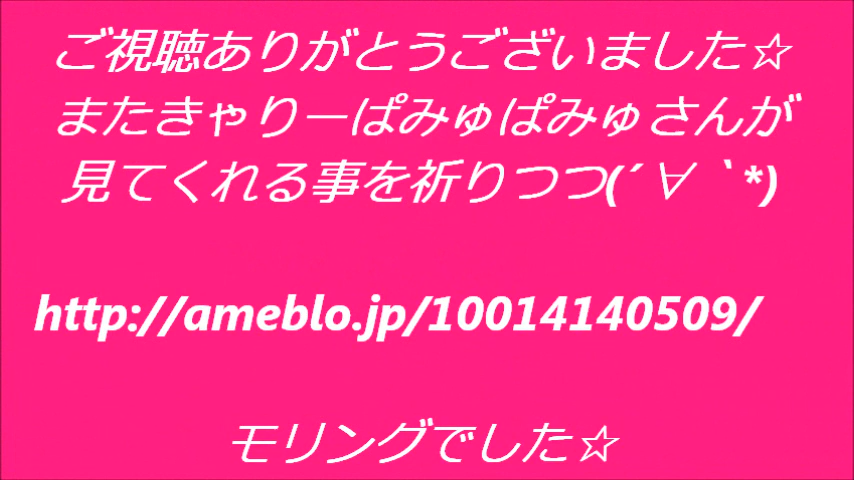 ご視聴ありがとうございました☆
またきゃりーぱみゅぱみゅさんが
見てくれる事を祈りつつ(´∀｀*)
http://ameblo.jp/10014140509/
モリングでした☆